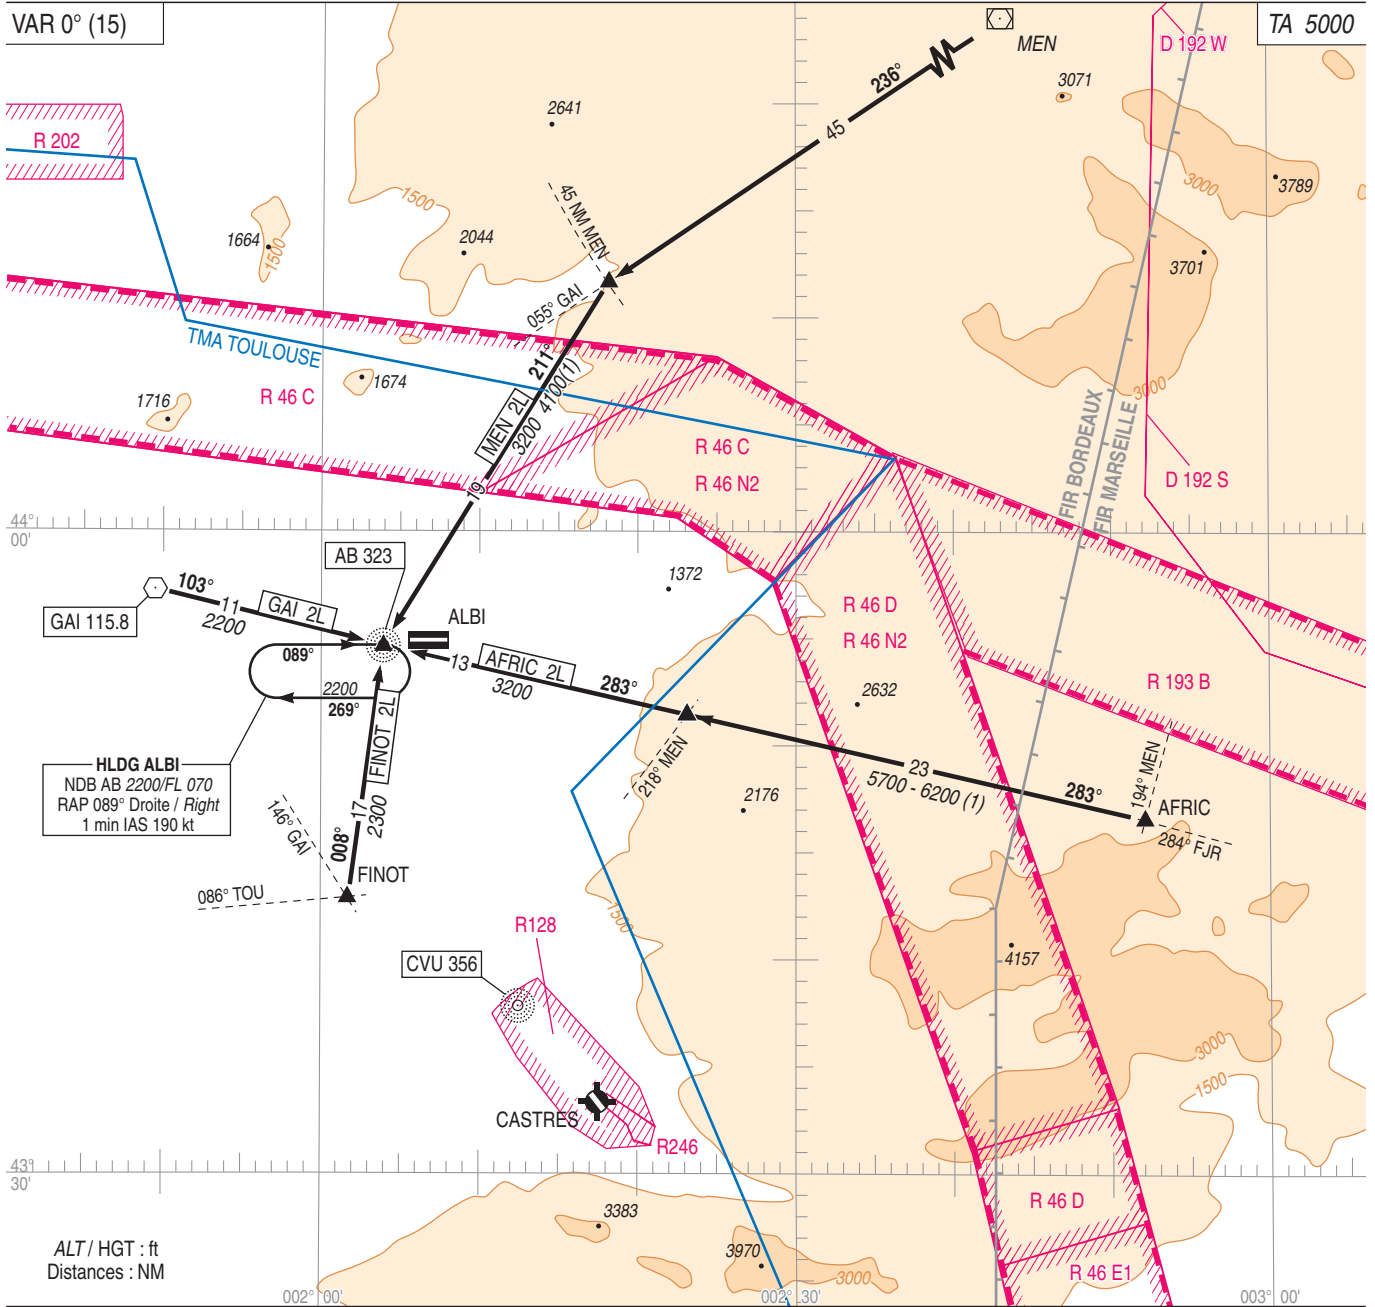 VAR 0° (15)
TA 5000
MEN
D 192 W
236°
3071
2641
45
R 202
3789
3000
45 NM MEN
1500
1664
1500
2044
3701
055° GAI
TMA TOULOUSE
211°
MEN 2L
3200 4100(1)
1674
R 46 C
1716
3000
FIR BORDEAUX
FIR MARSEILLE
R 46 C
R 46 N2
D 192 S
19
44°
00'
AB 323
1372
103°
11
GAI 2L
2200
GAI 115.8
ALBI
R 46 D
R 46 N2
089°
13
AFRIC 2L
3200
283°
2200
269°
FINOT 2L
2632
R 193 B
218° MEN
194° MEN
23
5700 - 6200 (1)
283°
AFRIC
284° FJR
HLDG ALBI
NDB AB 2200/FL 070
RAP 089° Droite / Right
1 min IAS 190 kt
2176
146° GAI
17
2300
008°
FINOT
086° TOU
1500
R128
CVU 356
4157
3000
1500
CASTRES
R246
43°
30'
R 46 D
3383
3970
3000
R 46 E1
ALT / HGT : ft
Distances : NM
002° 00'
002° 30'
003° 00'